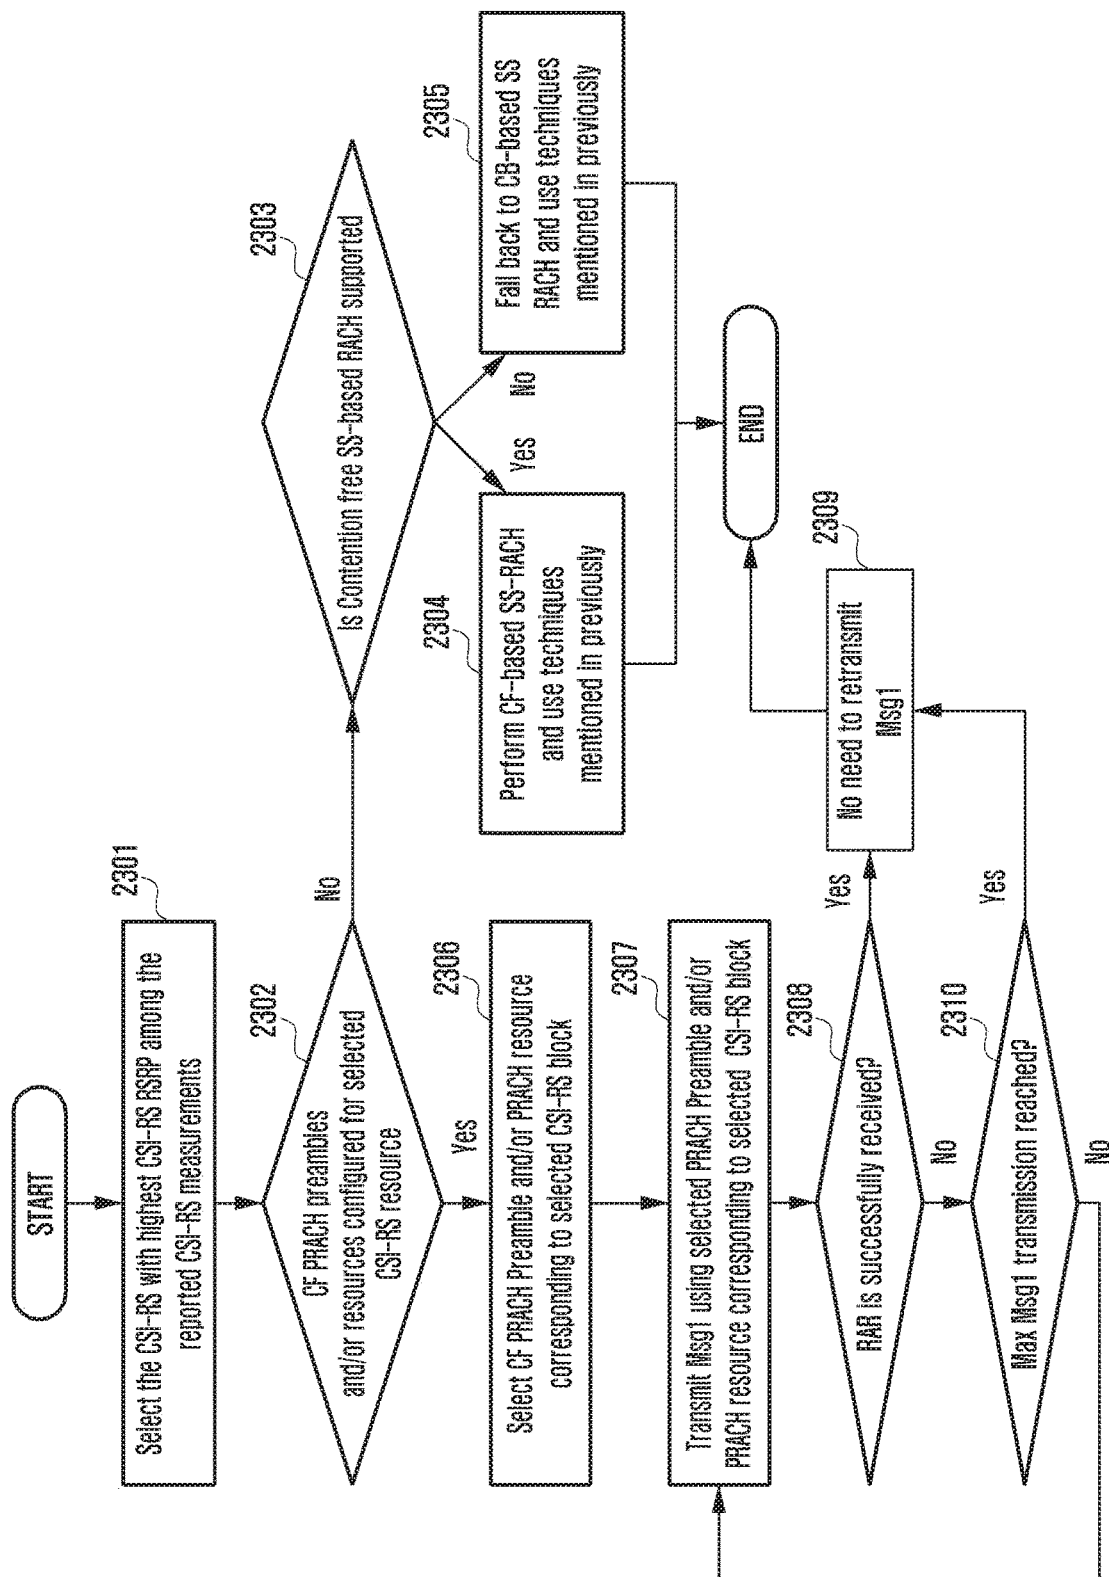 START
2301
Select the CSI-RS with highest CSI-RS RSRP among the
reported CSI-RS measurements
2302
CF PRACH preambles
and/or resources configured for selected
CSI-RS resource
No
Yes
2303
Is Contention free SS-based RACH supported
Yes
No
2304
Perform CF-based SS-RACH
and use techniques
mentioned in previously
2305
Fall back to CB-based SS
RACH and use techniques
mentioned in previously
2306
Select CF PRACH Preamble and/or PRACH resource
corresponding to selected CSI-RS block
2307
Transmit Msg1 using selected PRACH Preamble and/or
PRACH resource corresponding to selected CSI-RS block
2308
RAR is successfully received?
Yes
No
2309
No need to retransmit
Msg1
2310
Max Msg1 transmission reached?
Yes
No
END